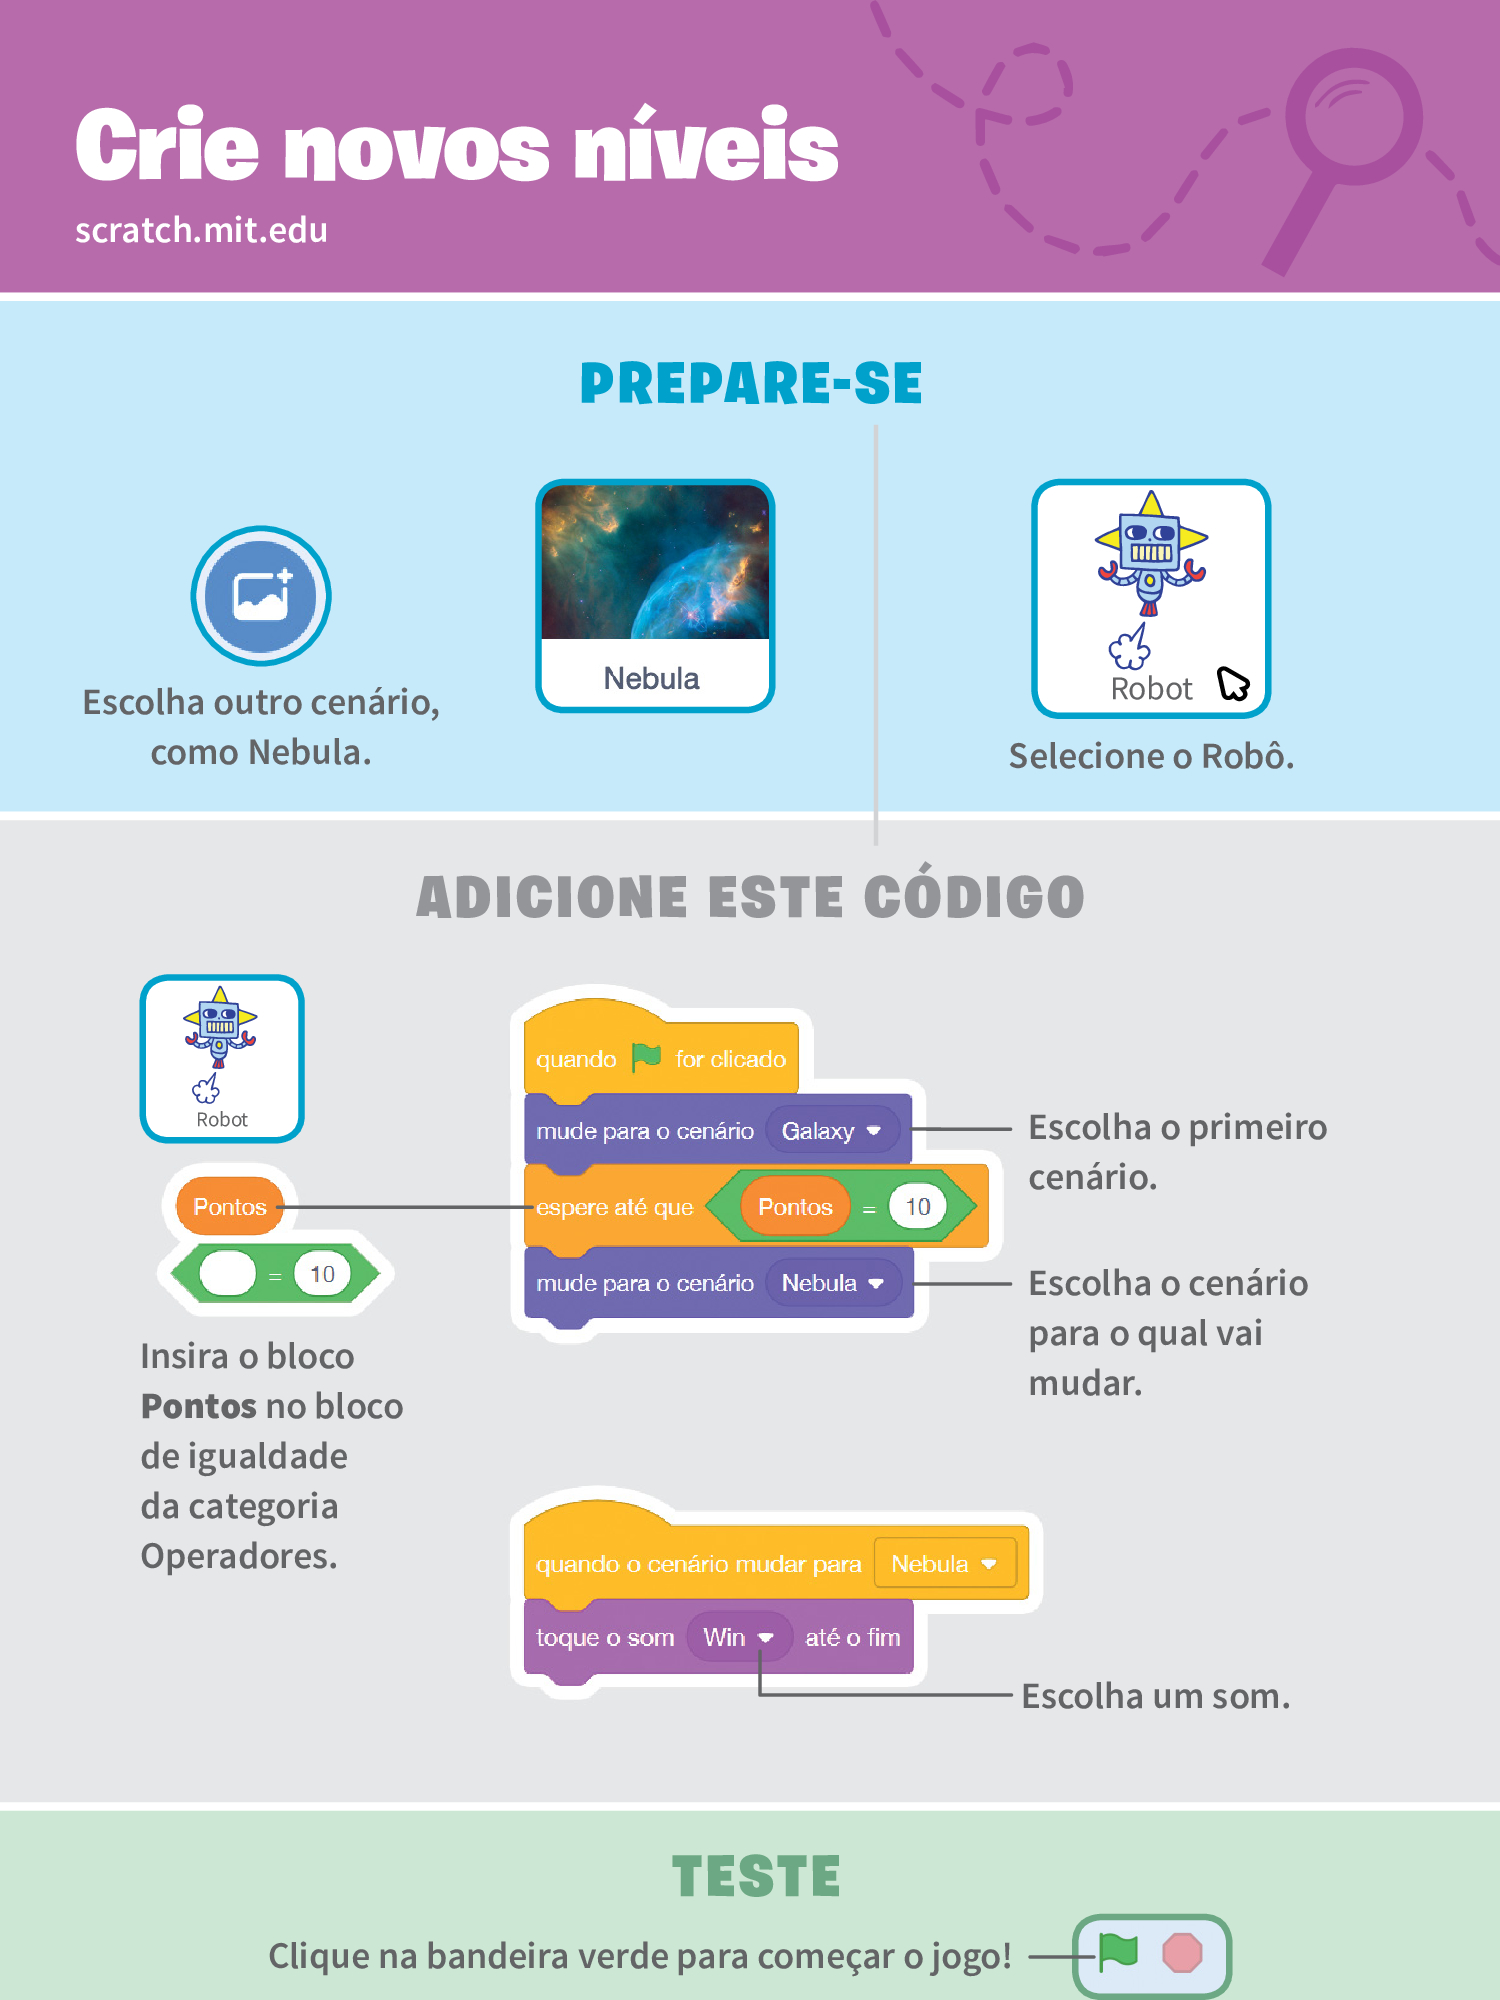 Crie novos níveis
scratch.mit.edu
PREPARE-SE
Escolha outro cenário,
como Nebula.
Nebula
Robot
Selecione o Robô.
ADICIONE ESTE CÓDIGO
Robot
Pontos
= 10
Insira o bloco
Pontos no bloco
de igualdade
da categoria
Operadores.
quando for clicado
mude para o cenário Galaxy
espere até que Pontos = 10
mude para o cenário Nebula
Escolha o primeiro
cenário.
Escolha o cenário
para o qual vai
mudar.
quando o cenário mudar para Nebula
toque o som Win até o fim
Escolha um som.
TESTE
Clique na bandeira verde para começar o jogo!